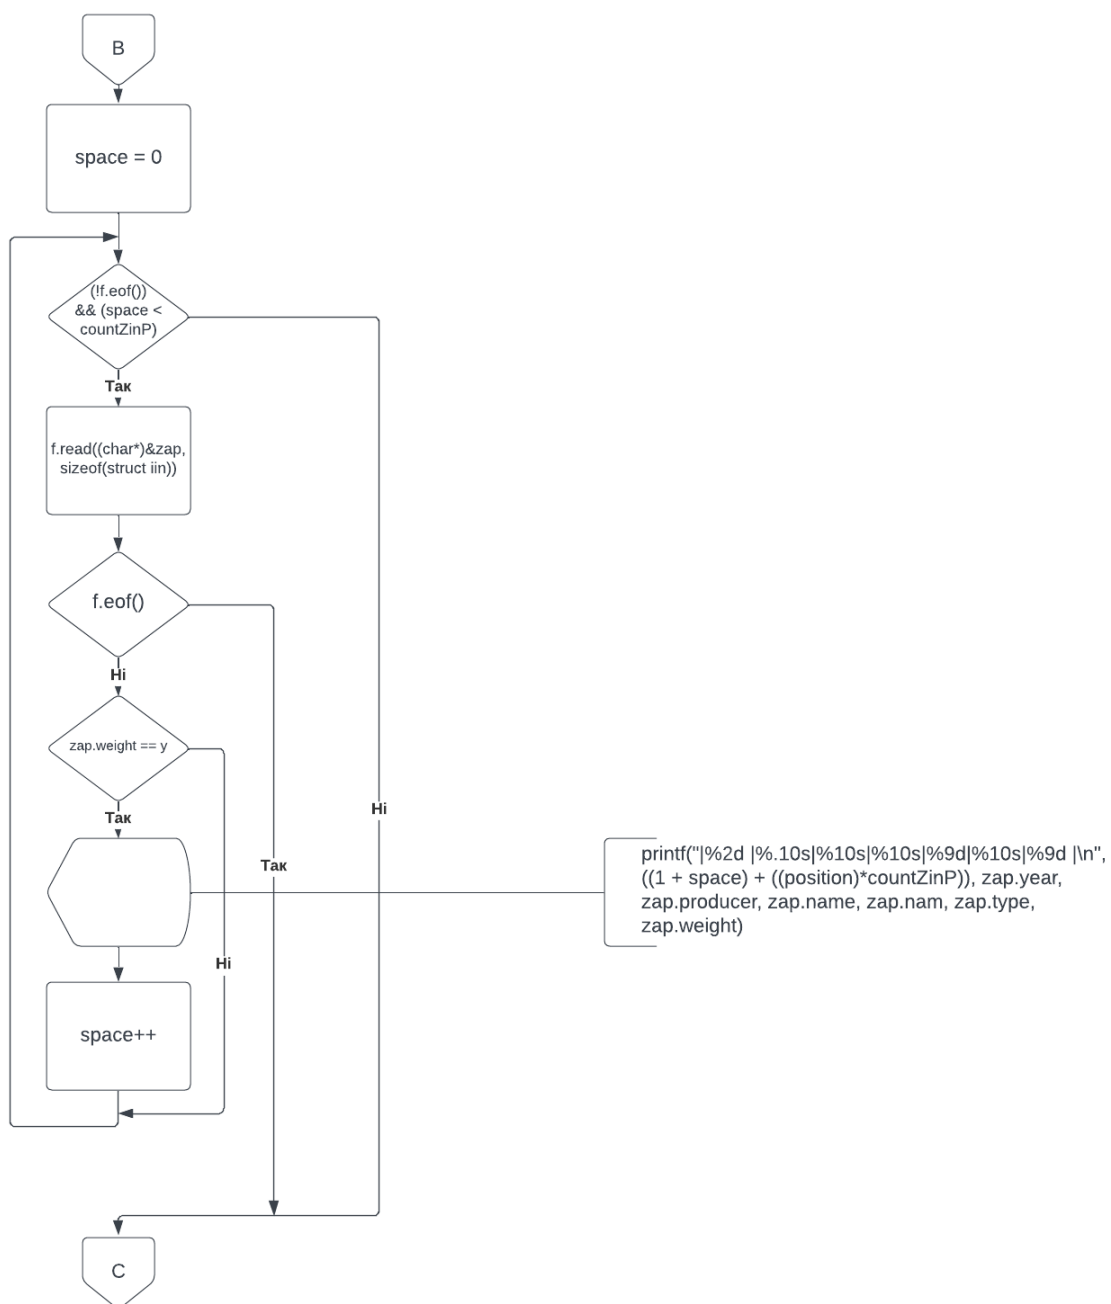 B
space = 0
(!f.eof())
&& (space <
countZinP)
Так
f.read((char*)&zap,
sizeof(struct iin))
f.eof()
Ні
zap.weight == y
Так
Ні
Так
Ні
printf("|%2d |%.10s|%10s|%10s|%9d|%10s|%9d |\n",
((1 + space) + ((position)*countZinP)), zap.year,
zap.producer, zap.name, zap.nam, zap.type,
zap.weight)
space++
C